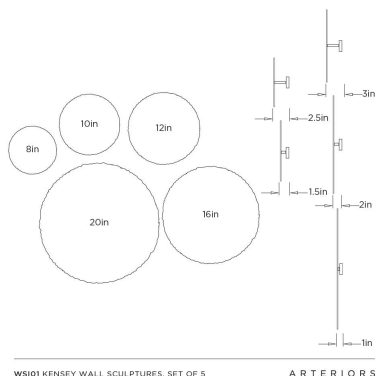 10in
12in
8in
20in
16in
3in
2.5in
1.5in
2in
1in
WSI01 KENSEY WALL SCULPTURES, SET OF 5
ARTERIORS